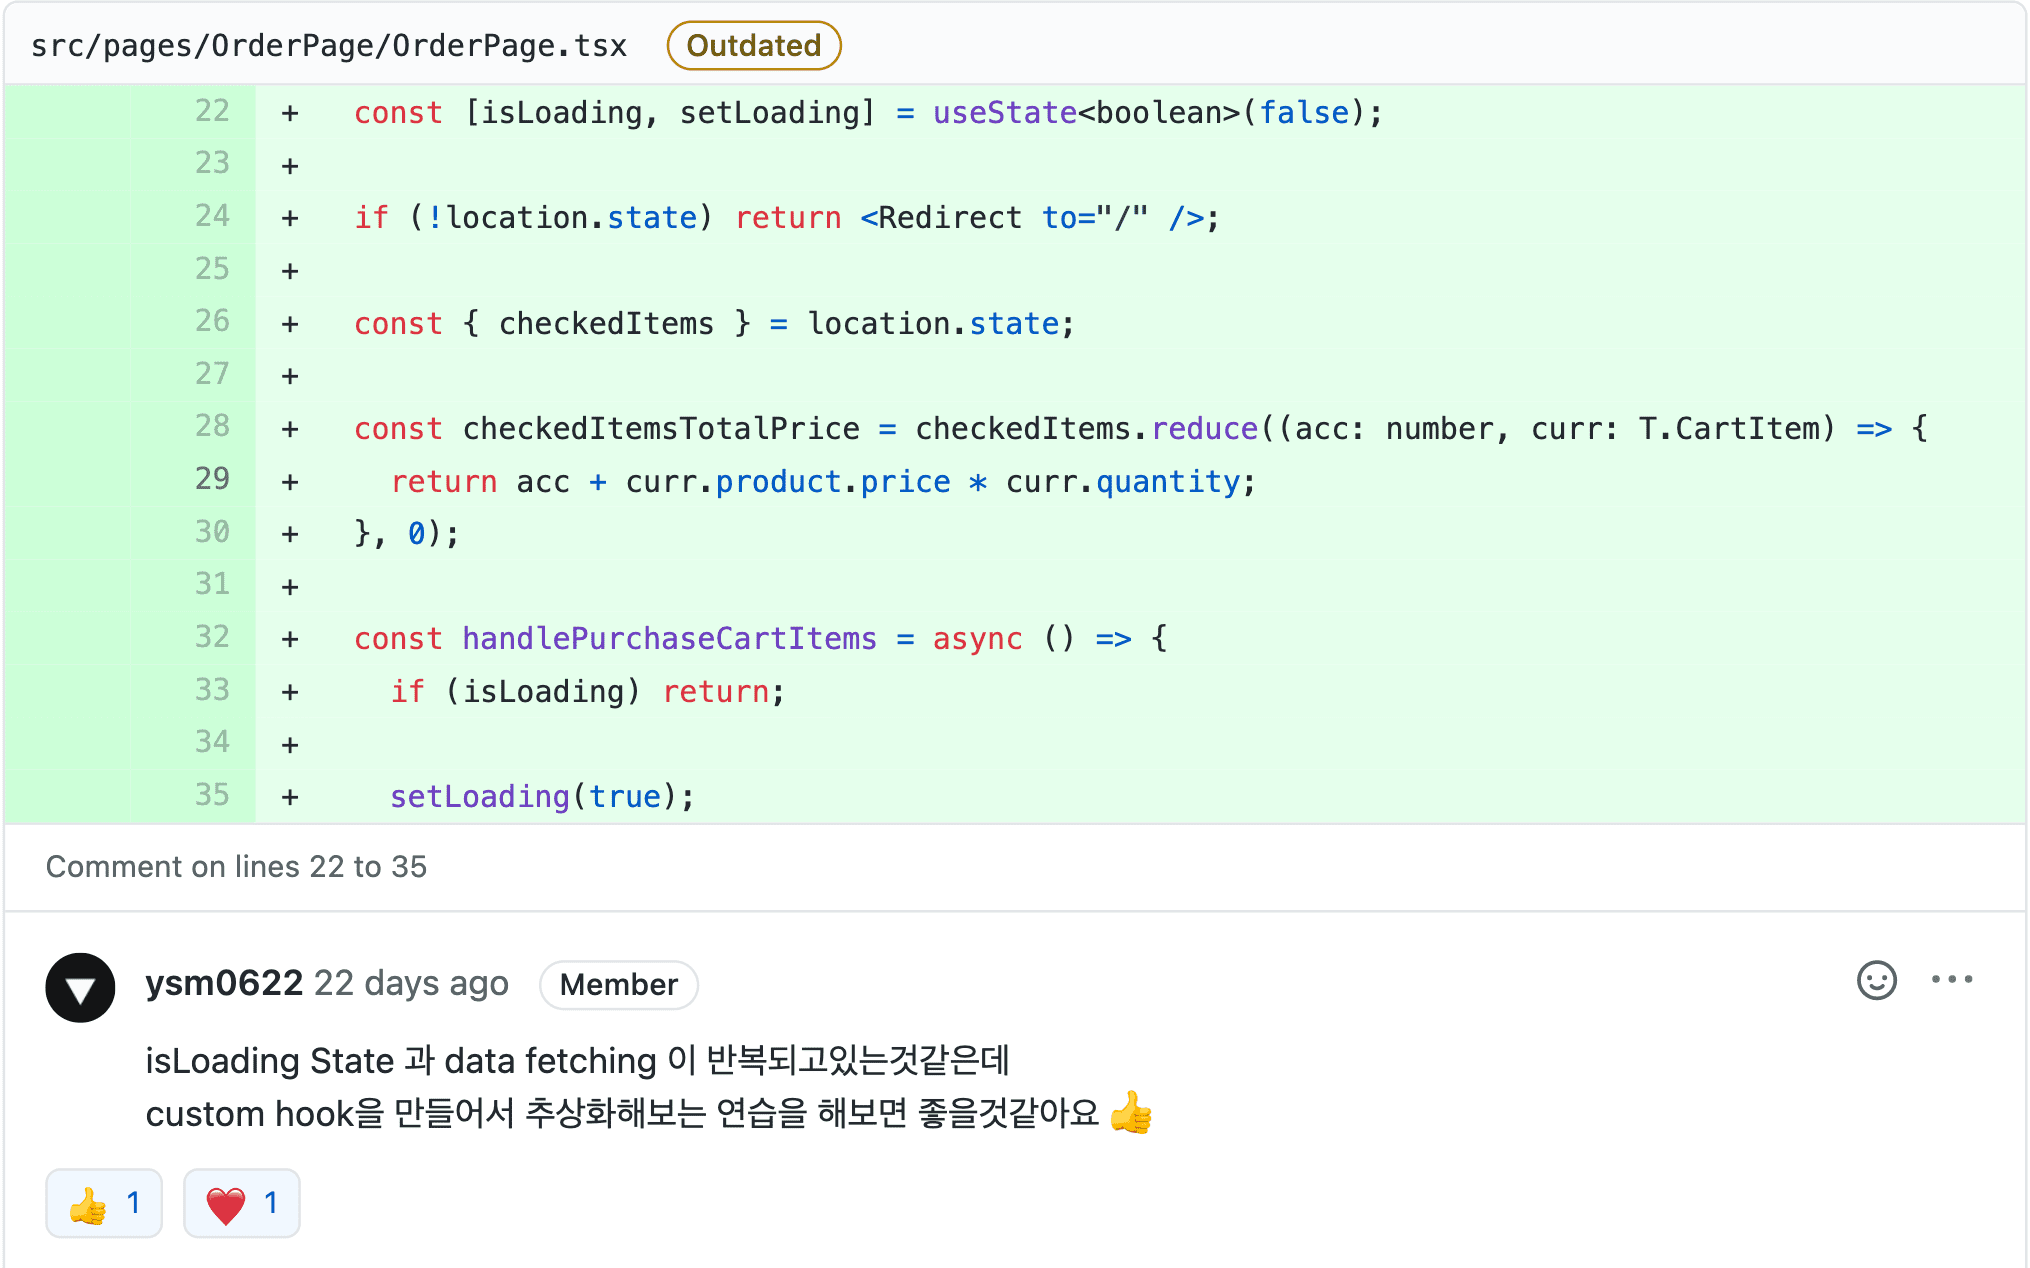 src/pages/OrderPage/OrderPage.tsx Outdated
22 + const [isLoading, setLoading] = useState<boolean>(false);
23 +
24 + if (!location.state) return <Redirect to="/" />;
25 +
26 + const { checkedItems } = location.state;
27 +
28 + const checkedItemsTotalPrice = checkedItems.reduce((acc: number, curr: T.CartItem) => {
29 + return acc + curr.product.price * curr.quantity;
30 + }, 0);
31 +
32 + const handlePurchaseCartItems = async () => {
33 + if (isLoading) return;
34 +
35 + setLoading(true);
Comment on lines 22 to 35
ysm0622 22 days ago Member
isLoading State 과 data fetching 이 반복되고있는것같은데
custom hook을 만들어서 추상화해보는 연습을 해보면 좋을것같아요 👍
👍 1 ❤️ 1